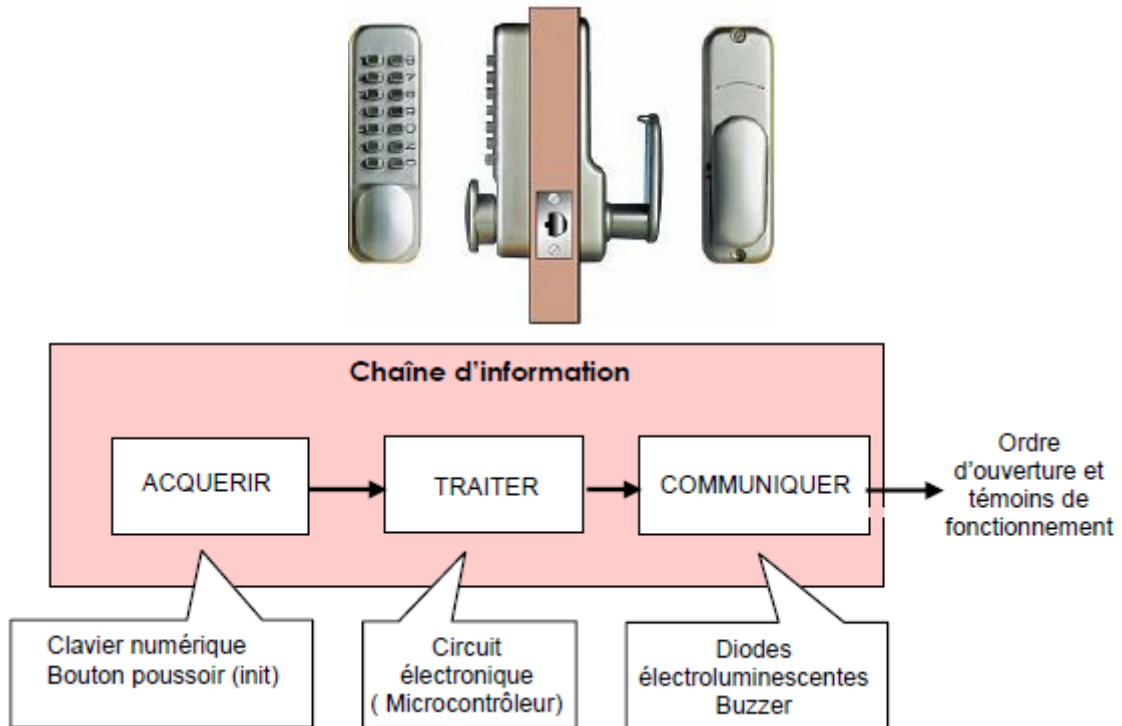 Chaîne d'information
ACQUERIR
TRAITER
COMMUNIQUER
Ordre
d'ouverture et
témoins de
fonctionnement
Clavier numérique
Bouton poussoir (init)
Circuit
électronique
( Microcontrôleur)
Diodes
électroluminescentes
Buzzer